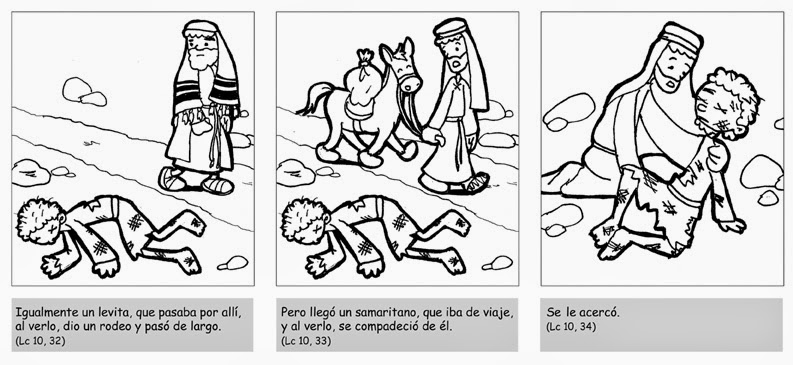 Igualmente un levita, que pasaba por allí,
al verlo, dio un rodeo y pasó de largo.
(Lc 10, 32)
Pero llegó un samaritano, que iba de viaje,
y al verlo, se compadeció de él.
(Lc 10, 33)
Se le acercó.
(Lc 10, 34)